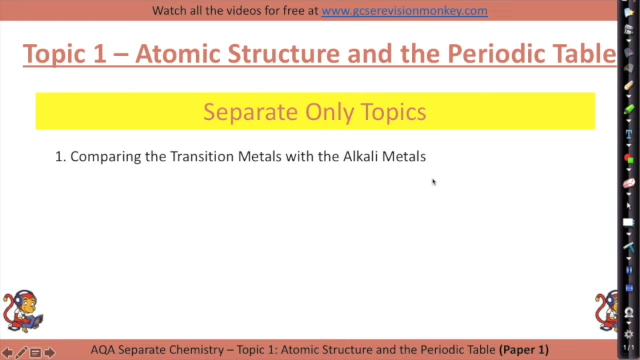 Watch all the videos for free at www.gcserevisionmonkey.com
Topic 1 – Atomic Structure and the Periodic Table
Separate Only Topics
1. Comparing the Transition Metals with the Alkali Metals
AQA Separate Chemistry – Topic 1: Atomic Structure and the Periodic Table (Paper 1)
1/1